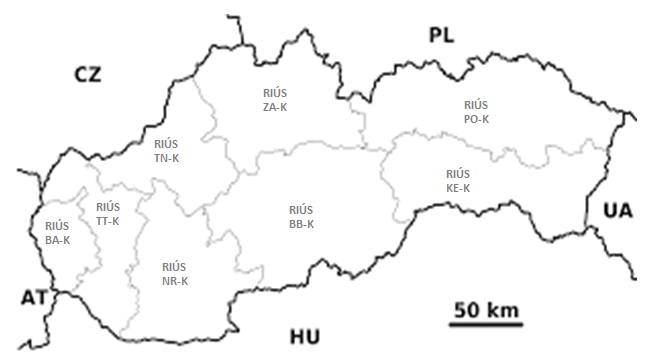 PL
CZ
RIÚS
ZA-K
RIÚS
PO-K
RIÚS
TN-K
RIÚS
KE-K
RIÚS
BA-K
RIÚS
TT-K
RIÚS
BB-K
UA
RIÚS
NR-K
AT
50 km
HU